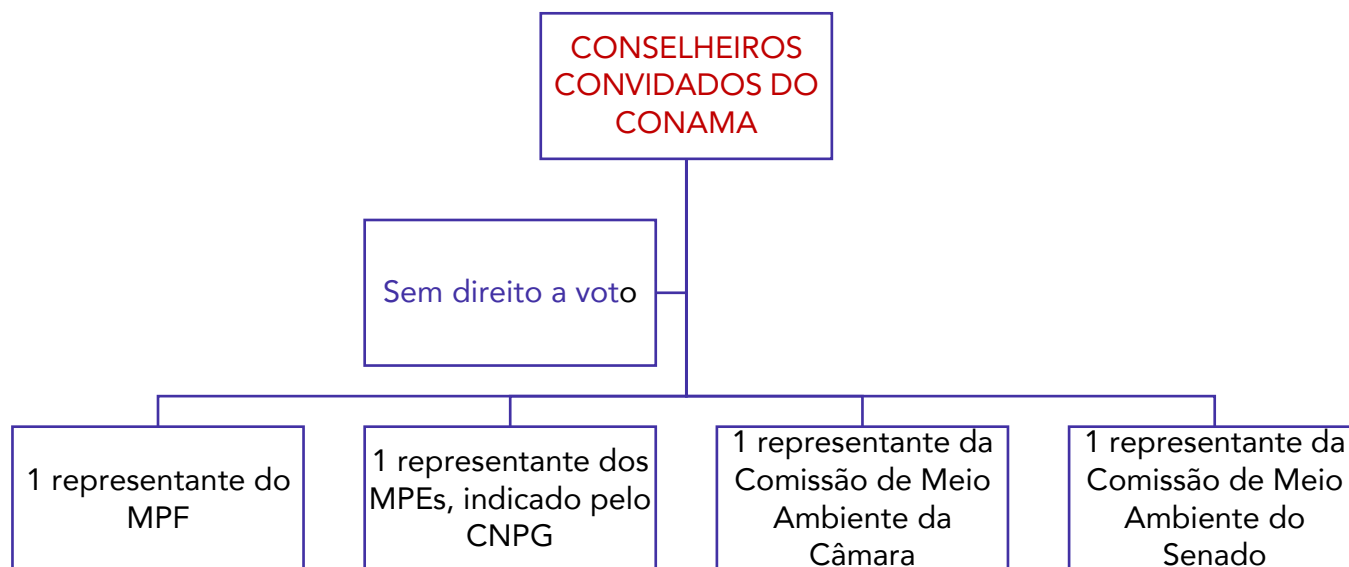 CONSELHEIROS
CONVIDADOS DO
CONAMA
Sem direito a voto
1 representante do
MPF
1 representante dos
MPEs, indicado pelo
CNPG
1 representante da
Comissão de Meio
Ambiente da
Câmara
1 representante da
Comissão de Meio
Ambiente do
Senado